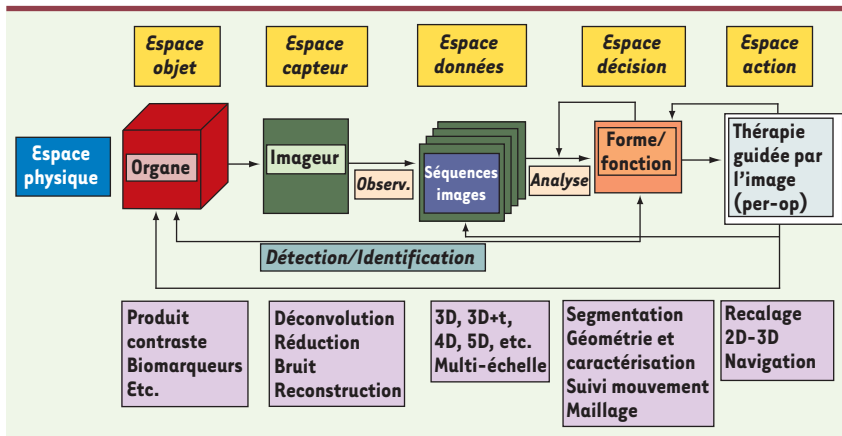 Espace
objet
Espace
capteur
Espace
données
Espace
décision
Espace
action
Espace
physique
Organe
Imageur
Observ.
Séquences
images
Analyse
Forme/
fonction
Thérapie
guidée par
l'image
(per-op)
Détection/Identification
Produit
contraste
Biomarqueurs
Etc.
Déconvolution
Réduction
Bruit
Reconstruction
3D, 3D+t,
4D, 5D, etc.
Multi-échelle
Segmentation
Géométrie et
caractérisation
Suivi mouvement
Maillage
Recalage
2D-3D
Navigation